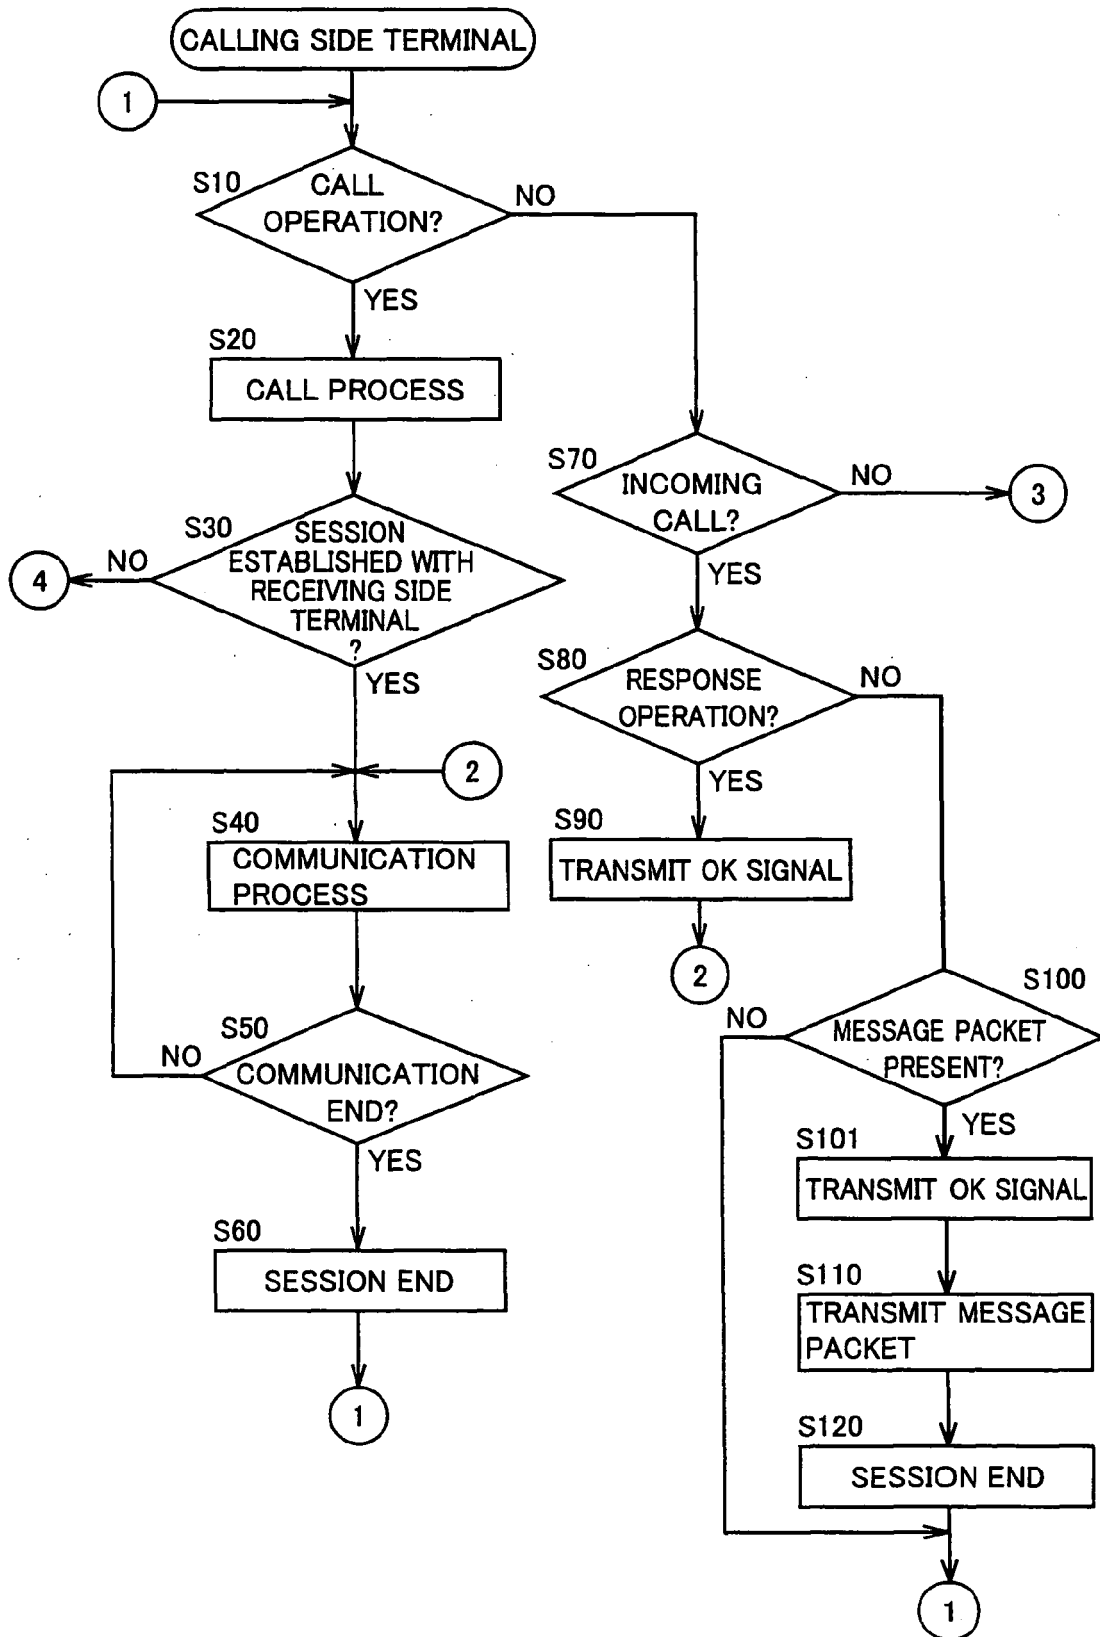 CALLING SIDE TERMINAL
1
S10
CALL
OPERATION?
NO
YES
S20
CALL PROCESS
S70
INCOMING
CALL?
NO
3
YES
S30
SESSION
ESTABLISHED WITH
RECEIVING SIDE
TERMINAL
?
NO
4
YES
S80
RESPONSE
OPERATION?
NO
YES
2
S40
COMMUNICATION
PROCESS
S90
TRANSMIT OK SIGNAL
2
S50
COMMUNICATION
END?
NO
YES
S100
MESSAGE PACKET
PRESENT?
NO
YES
S101
TRANSMIT OK SIGNAL
S60
SESSION END
1
S110
TRANSMIT MESSAGE
PACKET
S120
SESSION END
1